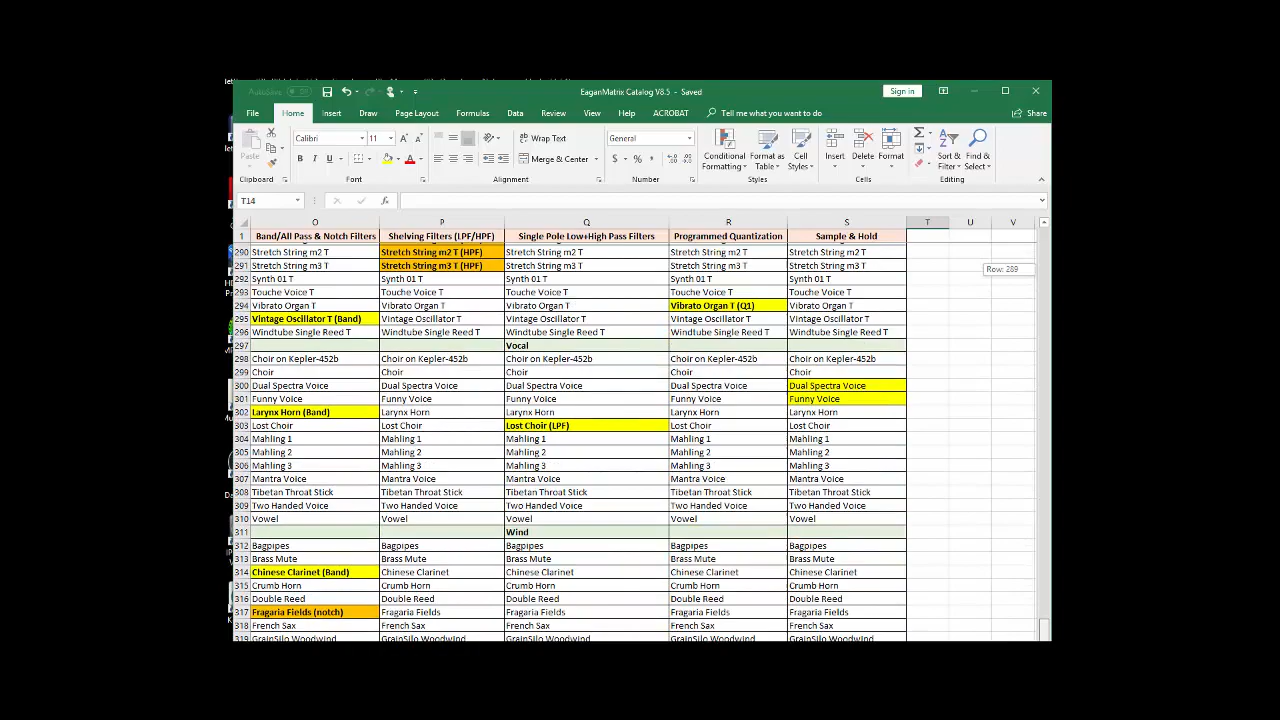 AutoSave
EaganMatrix Catalog V8.5 - Saved
Sign in
File Home Insert Draw Page Layout Formulas Data Review View Help ACROBAT Tell me what you want to do Share
Paste
Calibri 11
Wrap Text
General
Merge & Center
Conditional Formatting
Format as Table
Cell Styles
Insert Delete Format
Sort & Filter
Find & Select
Clipboard Font Alignment Number Styles Cells Editing
T14
O P Q R S T U V
1 Band/All Pass & Notch Filters Shelving Filters (LPF/HPF) Single Pole Low+High Pass Filters Programmed Quantization Sample & Hold
290 Stretch String m2 T Stretch String m2 T (HPF) Stretch String m2 T Stretch String m2 T Stretch String m2 T
291 Stretch String m3 T Stretch String m3 T (HPF) Stretch String m3 T Stretch String m3 T Stretch String m3 T
Row: 289
292 Synth 01 T Synth 01 T Synth 01 T Synth 01 T Synth 01 T
293 Touche Voice T Touche Voice T Touche Voice T Touche Voice T Touche Voice T
294 Vibrato Organ T Vibrato Organ T Vibrato Organ T Vibrato Organ T (Q1) Vibrato Organ T
295 Vintage Oscillator T (Band) Vintage Oscillator T Vintage Oscillator T Vintage Oscillator T Vintage Oscillator T
296 Windtube Single Reed T Windtube Single Reed T Windtube Single Reed T Windtube Single Reed T Windtube Single Reed T
297 Vocal
298 Choir on Kepler-452b Choir on Kepler-452b Choir on Kepler-452b Choir on Kepler-452b Choir on Kepler-452b
299 Choir Choir Choir Choir Choir
300 Dual Spectra Voice Dual Spectra Voice Dual Spectra Voice Dual Spectra Voice Dual Spectra Voice
301 Funny Voice Funny Voice Funny Voice Funny Voice Funny Voice
302 Larynx Horn (Band) Larynx Horn Larynx Horn Larynx Horn Larynx Horn
303 Lost Choir Lost Choir Lost Choir (LPF) Lost Choir Lost Choir
304 Mahling 1 Mahling 1 Mahling 1 Mahling 1 Mahling 1
305 Mahling 2 Mahling 2 Mahling 2 Mahling 2 Mahling 2
306 Mahling 3 Mahling 3 Mahling 3 Mahling 3 Mahling 3
307 Mantra Voice Mantra Voice Mantra Voice Mantra Voice Mantra Voice
308 Tibetan Throat Stick Tibetan Throat Stick Tibetan Throat Stick Tibetan Throat Stick Tibetan Throat Stick
309 Two Handed Voice Two Handed Voice Two Handed Voice Two Handed Voice Two Handed Voice
310 Vowel Vowel Vowel Vowel Vowel
311 Wind
312 Bagpipes Bagpipes Bagpipes Bagpipes Bagpipes
313 Brass Mute Brass Mute Brass Mute Brass Mute Brass Mute
314 Chinese Clarinet (Band) Chinese Clarinet Chinese Clarinet Chinese Clarinet Chinese Clarinet
315 Crumb Horn Crumb Horn Crumb Horn Crumb Horn Crumb Horn
316 Double Reed Double Reed Double Reed Double Reed Double Reed
317 Fragaria Fields (notch) Fragaria Fields Fragaria Fields Fragaria Fields Fragaria Fields
318 French Sax French Sax French Sax French Sax French Sax
319 GrainSilo Woodwind GrainSilo Woodwind GrainSilo Woodwind GrainSilo Woodwind GrainSilo Woodwind